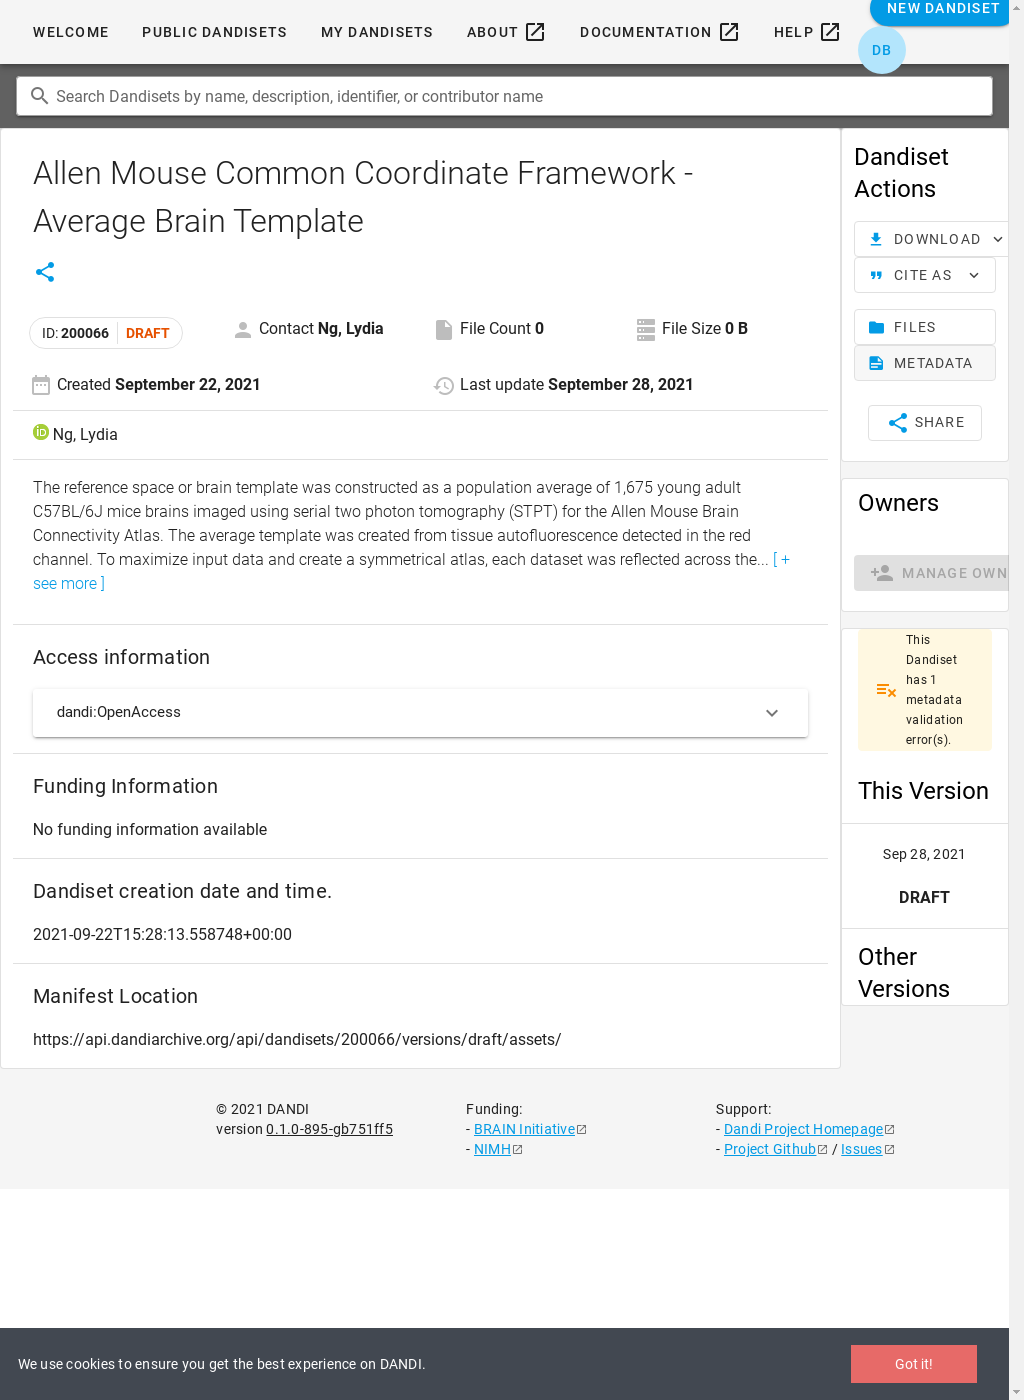 WELCOME
PUBLIC DANDISETS
MY DANDISETS
ABOUT
DOCUMENTATION
HELP
NEW DANDISET
DB
Search Dandisets by name, description, identifier, or contributor name
Allen Mouse Common Coordinate Framework -
Average Brain Template
ID: 200066 DRAFT
Contact Ng, Lydia
File Count 0
File Size 0 B
Created September 22, 2021
Last update September 28, 2021
iD Ng, Lydia
The reference space or brain template was constructed as a population average of 1,675 young adult
C57BL/6J mice brains imaged using serial two photon tomography (STPT) for the Allen Mouse Brain
Connectivity Atlas. The average template was created from tissue autofluorescence detected in the red
channel. To maximize input data and create a symmetrical atlas, each dataset was reflected across the... [ +
see more ]
Access information
dandi:OpenAccess
Funding Information
No funding information available
Dandiset creation date and time.
2021-09-22T15:28:13.558748+00:00
Manifest Location
https://api.dandiarchive.org/api/dandisets/200066/versions/draft/assets/
Dandiset
Actions
DOWNLOAD
CITE AS
FILES
METADATA
SHARE
Owners
MANAGE OWN
This
Dandiset
has 1
metadata
validation
error(s).
This Version
Sep 28, 2021
DRAFT
Other
Versions
© 2021 DANDI
version 0.1.0-895-gb751ff5
Funding:
- BRAIN Initiative
- NIMH
Support:
- Dandi Project Homepage
- Project Github / Issues
We use cookies to ensure you get the best experience on DANDI.
Got it!